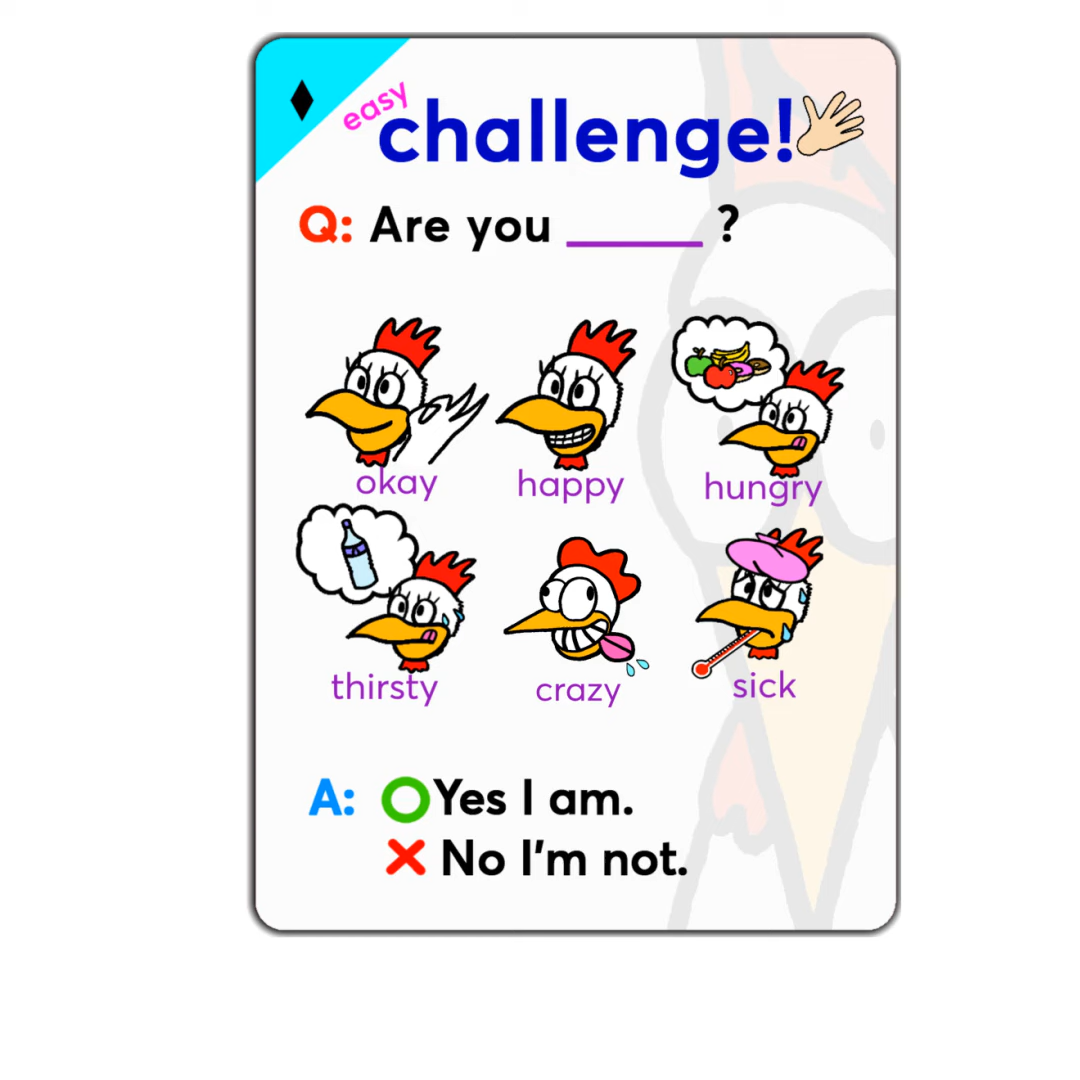 easy
challenge!
Q: Are you ______ ?
okay happy hungry
thirsty crazy sick
A: Yes I am.
No I'm not.